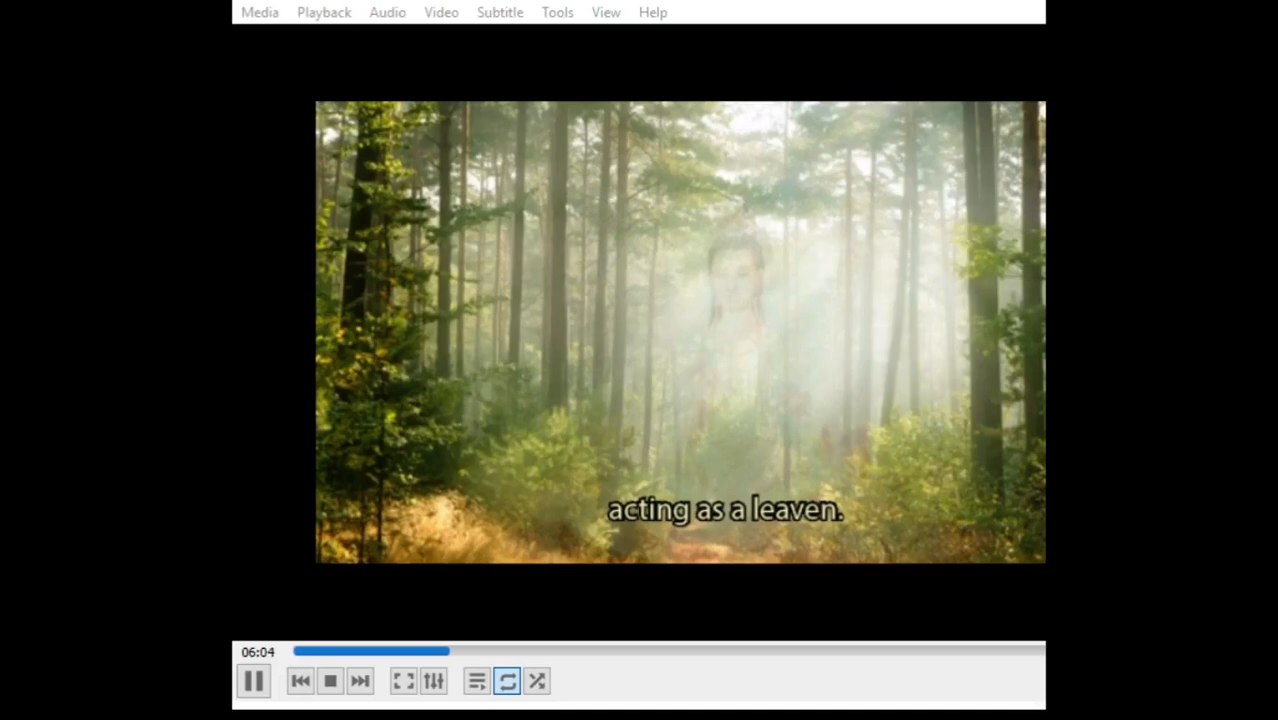 Media Playback Audio Video Subtitle Tools View Help
acting as a leaven.
06:04